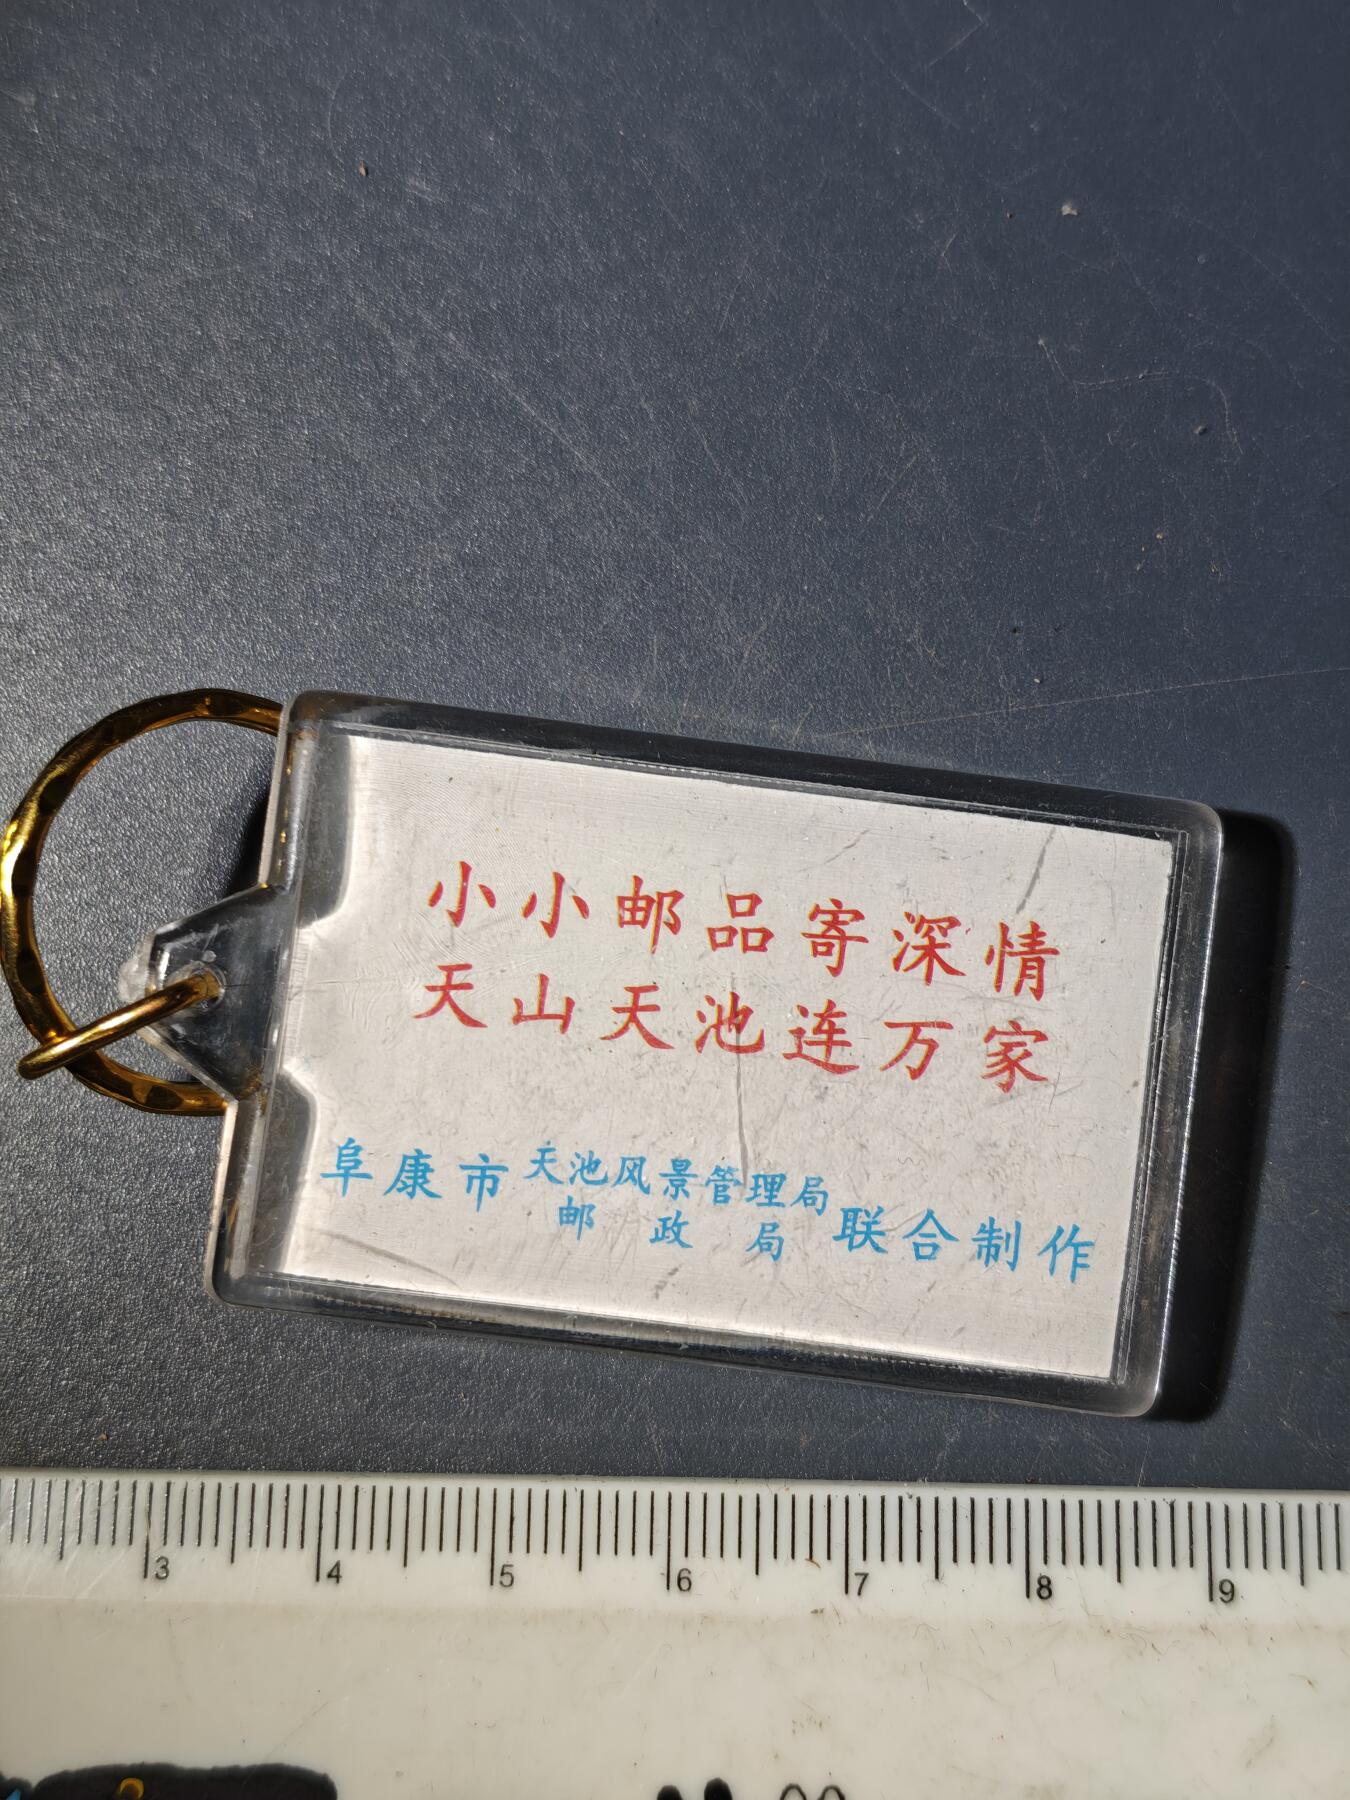 小小邮品寄深情
天山天池连万家
阜康市天池风景管理局联合制作
邮政局
3 4 5 6 7 8 9